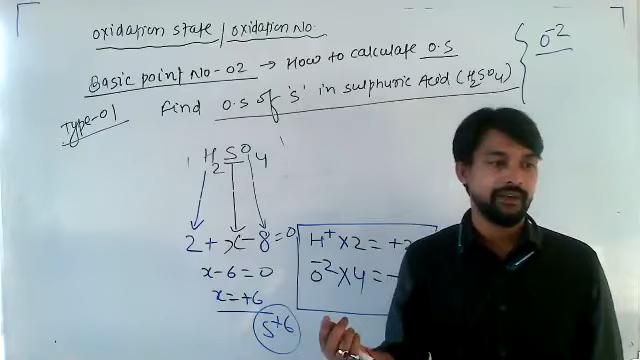 oxidation state / oxidation No.
Basic point No-02 → How to calculate O.S
O⁻²
Type-01 Find O.S of 'S' in sulphuric Acid (H₂SO₄)
H₂SO₄
2 + x - 8 = 0
x - 6 = 0
x = +6
S⁺⁶
H⁺ × 2 = +2
O⁻² × 4 = -